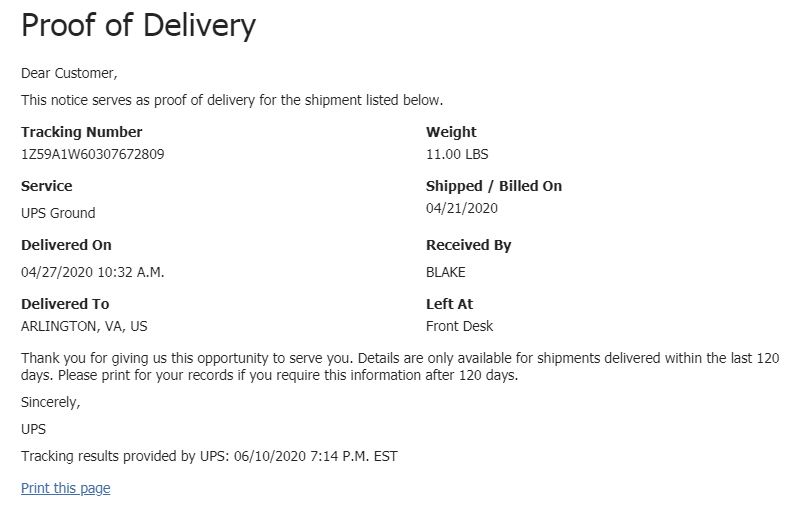 Proof of Delivery
Dear Customer,
This notice serves as proof of delivery for the shipment listed below.
Tracking Number
1Z59A1W60307672809
Weight
11.00 LBS
Service
UPS Ground
Shipped / Billed On
04/21/2020
Delivered On
04/27/2020 10:32 A.M.
Received By
BLAKE
Delivered To
ARLINGTON, VA, US
Left At
Front Desk
Thank you for giving us this opportunity to serve you. Details are only available for shipments delivered within the last 120
days. Please print for your records if you require this information after 120 days.
Sincerely,
UPS
Tracking results provided by UPS: 06/10/2020 7:14 P.M. EST
Print this page